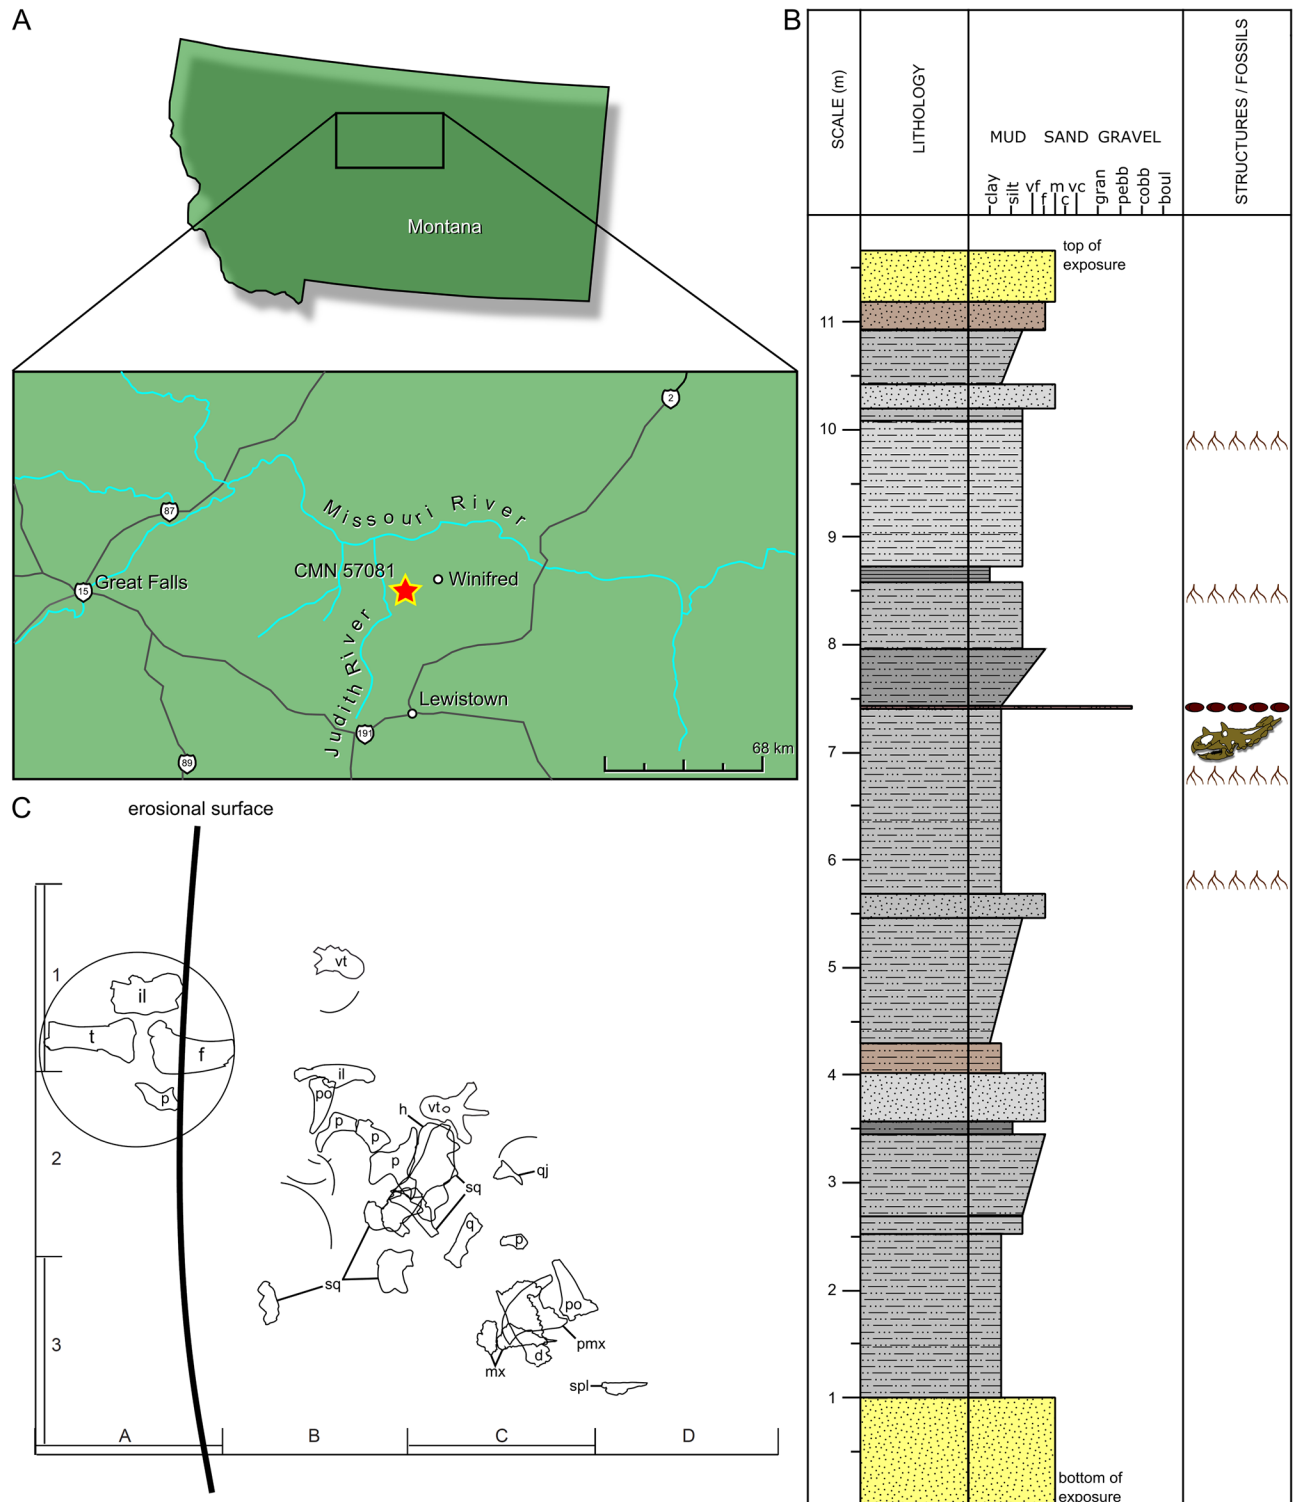 A
Montana
2
87
Missouri River
CMN 57081
Winifred
15
Great Falls
Judith River
Lewistown
191
89
68 km
B
SCALE (m)
LITHOLOGY
MUD SAND GRAVEL
clay
silt
vf
f
m
c
vc
gran
pebb
cobb
boul
STRUCTURES / FOSSILS
top of
exposure
11
10
9
8
7
6
5
4
3
2
1
bottom of
exposure
C
erosional surface
1
2
3
il
t
f
p
vt
il
po
p
p
p
h
vt
qj
sq
q
p
sq
po
pmx
d
mx
spl
A
B
C
D